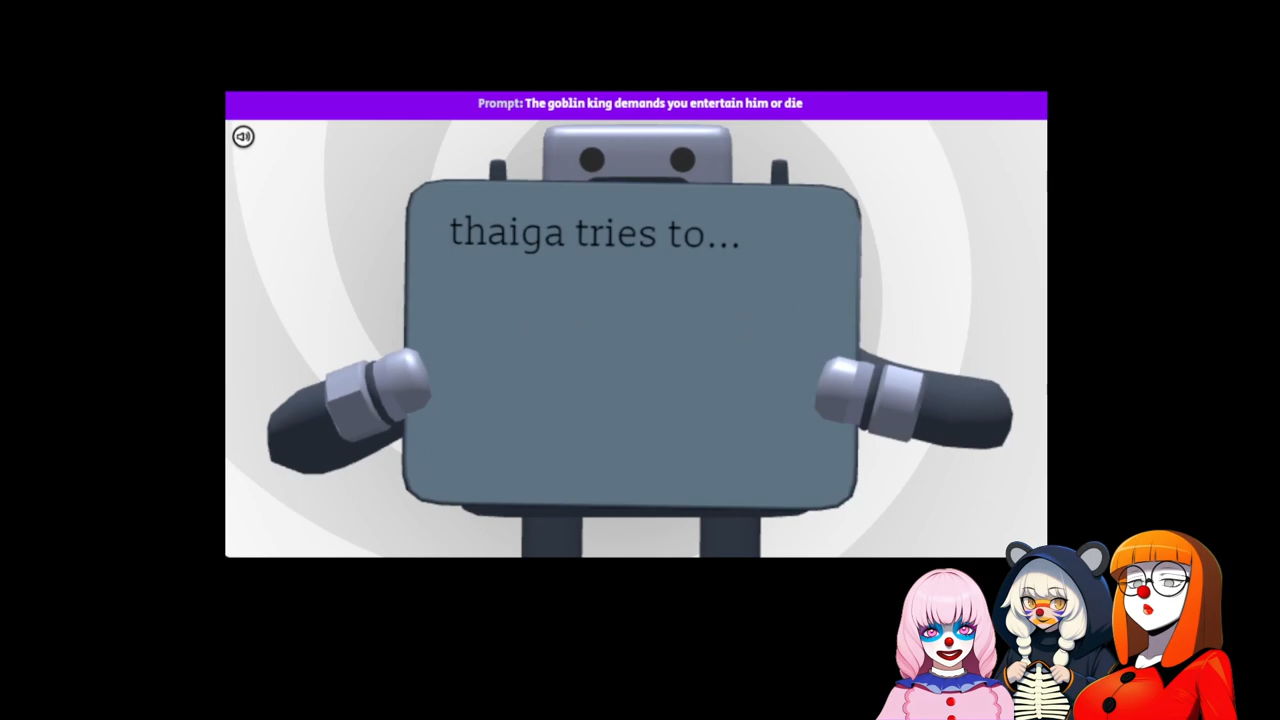 Prompt: The goblin king demands you entertain him or die
thaiga tries to...